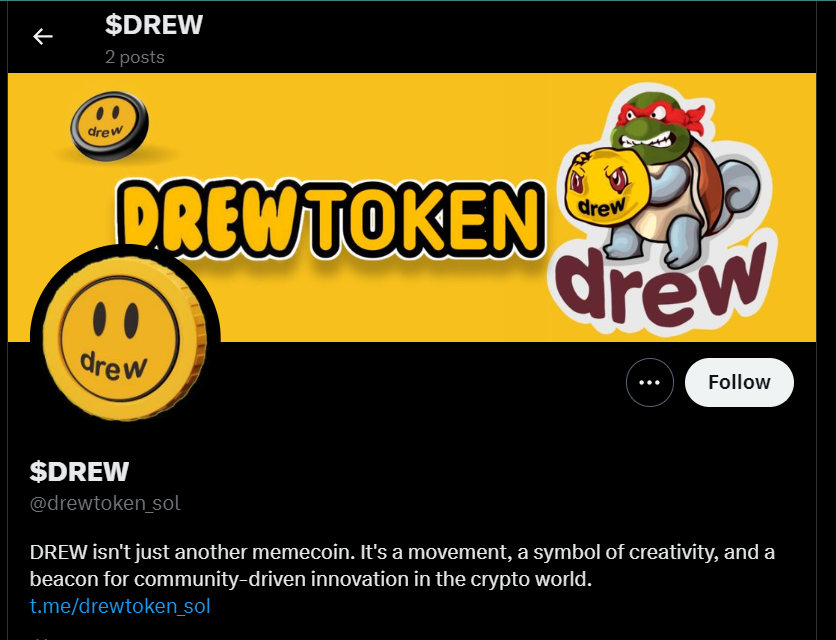 $DREW
2 posts
drew
DREWTOKEN
drew
drew
drew
Follow
$DREW
@drewtoken_sol
DREW isn't just another memecoin. It's a movement, a symbol of creativity, and a
beacon for community-driven innovation in the crypto world.
t.me/drewtoken_sol